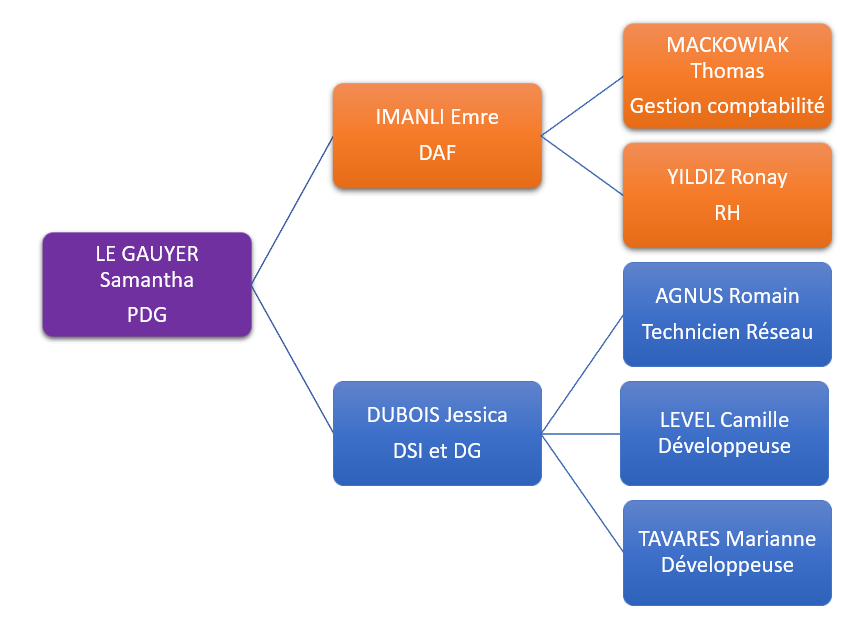 MACKOWIAK
Thomas
Gestion comptabilité
IMANLI Emre
DAF
YILDIZ Ronay
RH
LE GAUYER
Samantha
PDG
AGNUS Romain
Technicien Réseau
DUBOIS Jessica
DSI et DG
LEVEL Camille
Développeuse
TAVARES Marianne
Développeuse